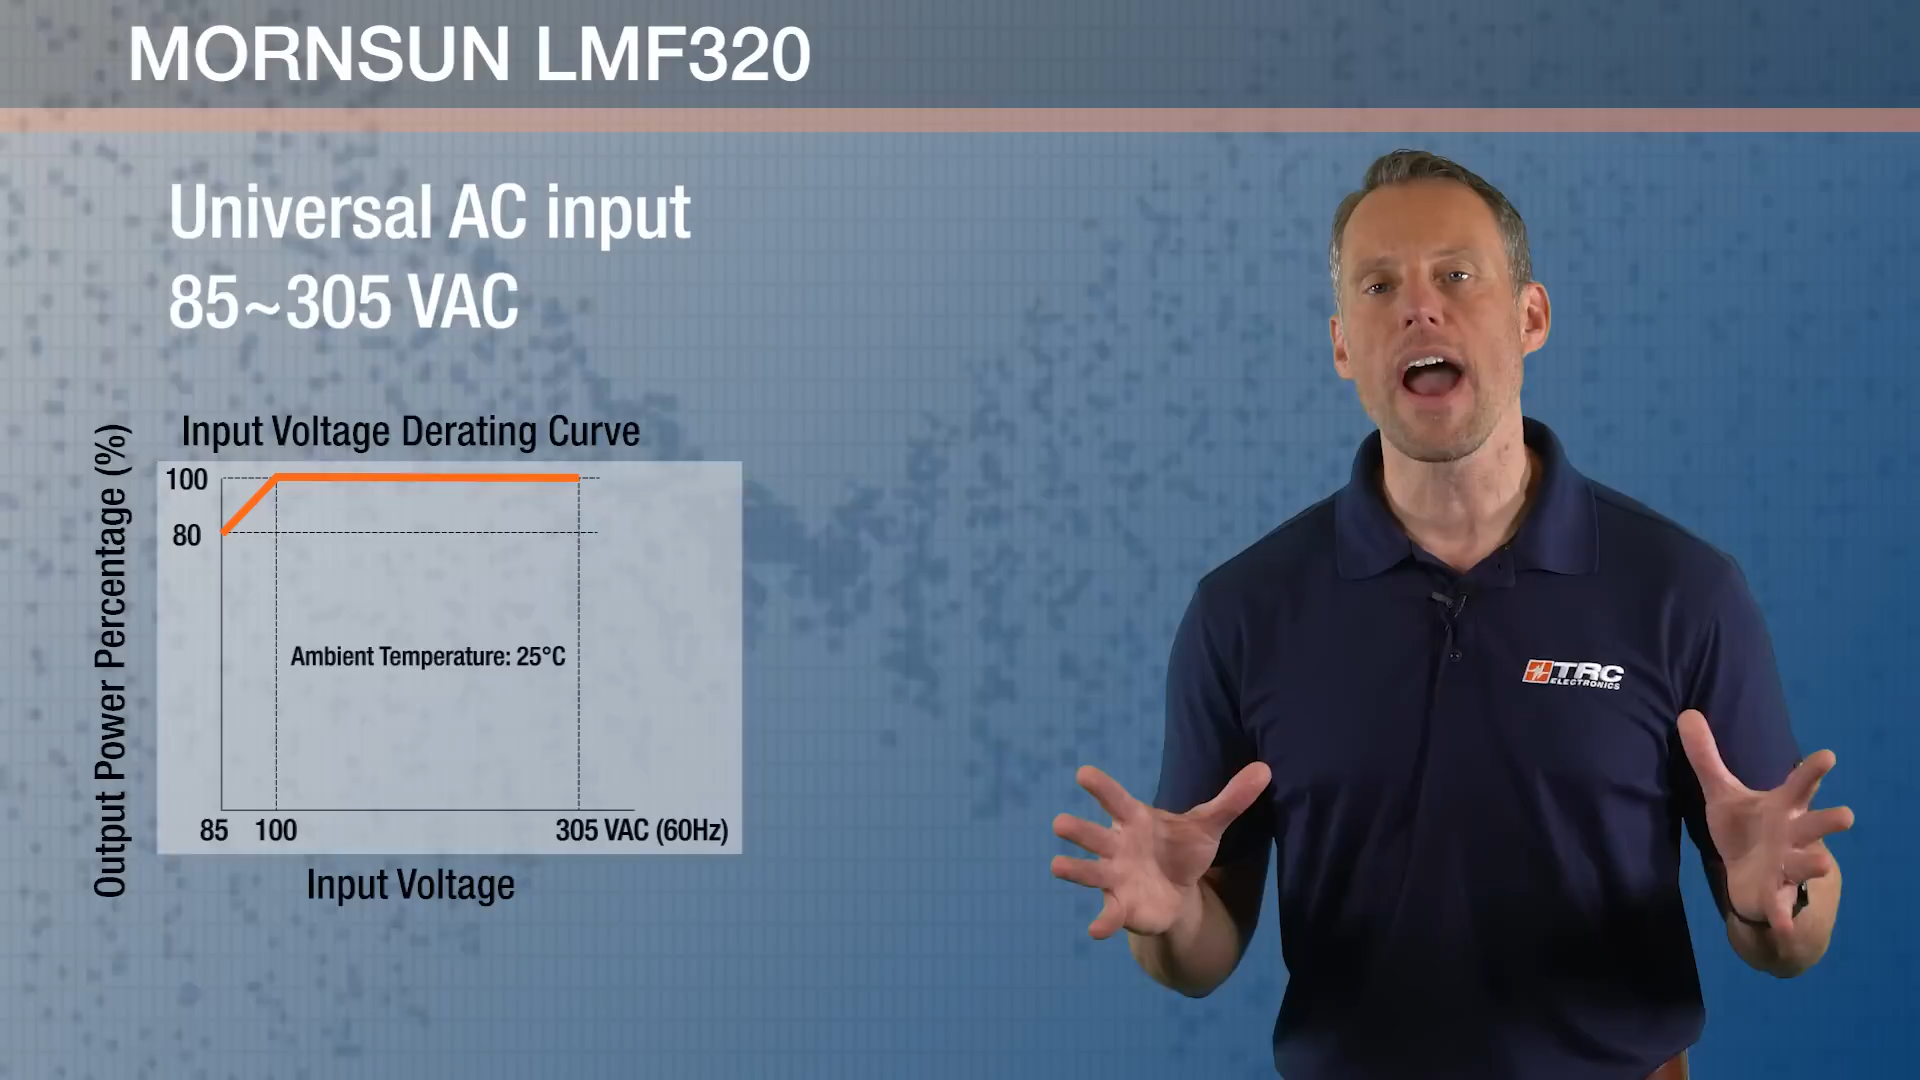 MORNSUN LMF320
Universal AC input
85~305 VAC
Input Voltage Derating Curve
Output Power Percentage (%)
100
80
Ambient Temperature: 25°C
85 100 305 VAC (60Hz)
Input Voltage
TRC
ELECTRONICS